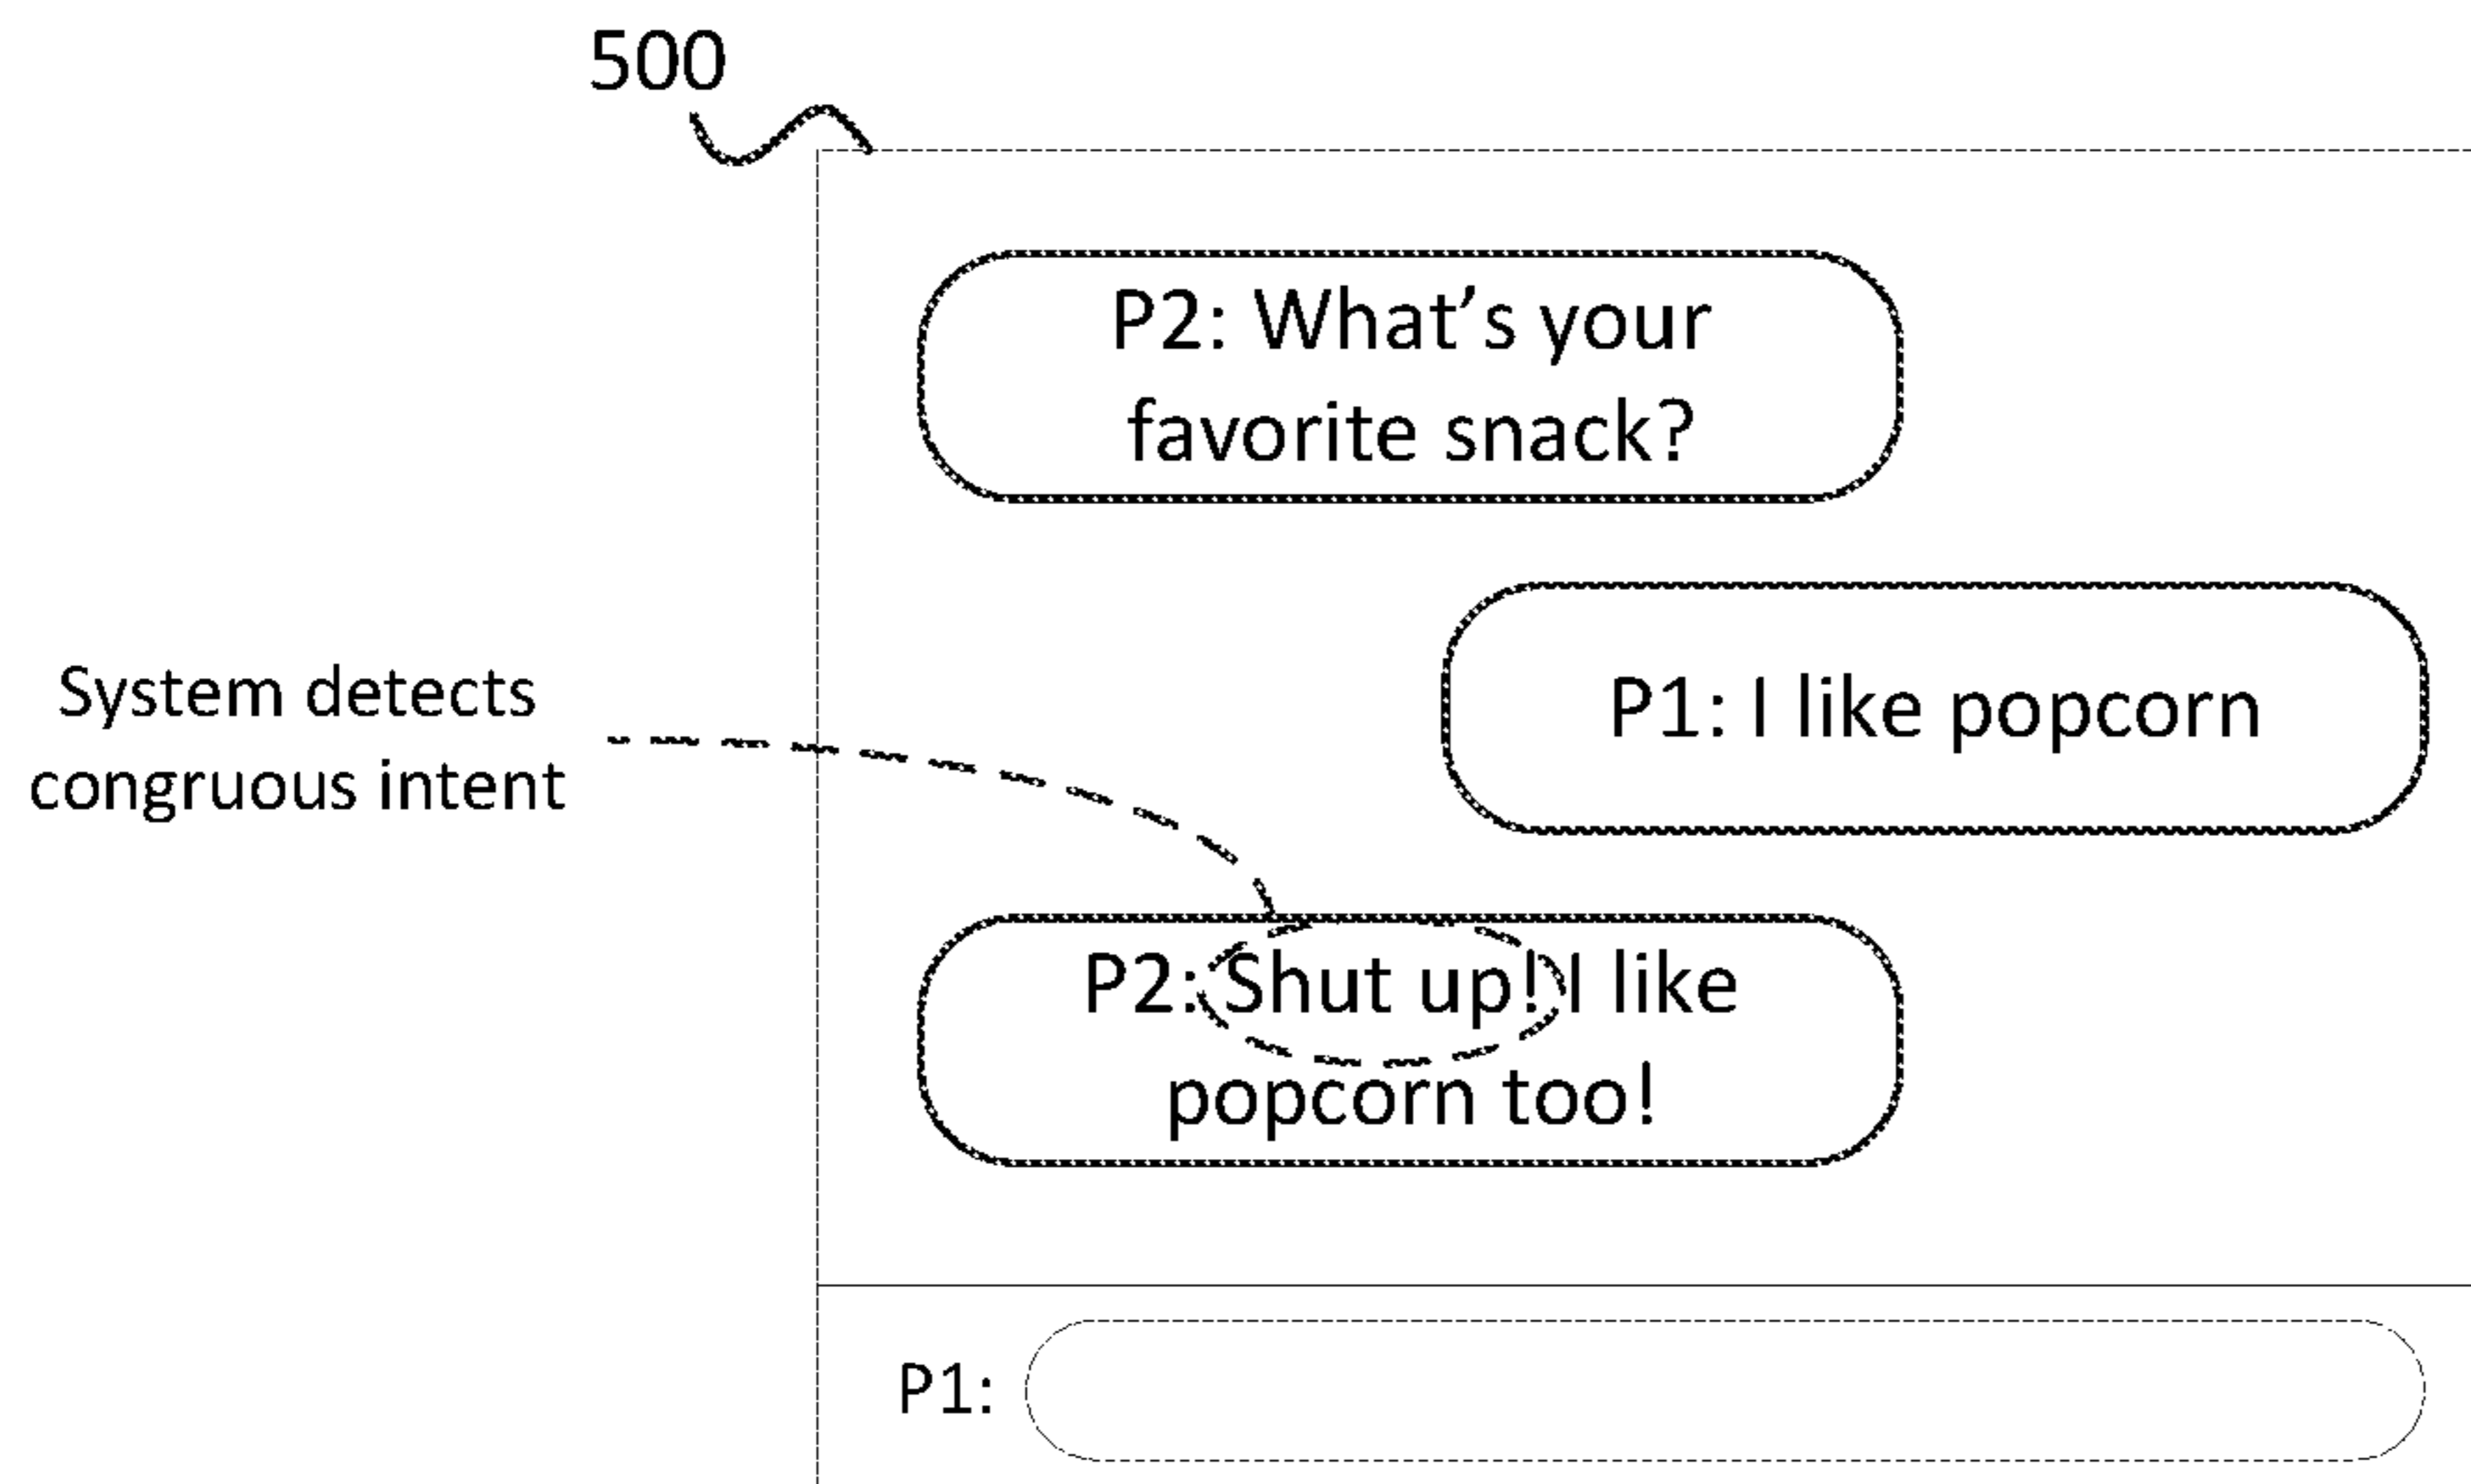 500
P2: What’s your
favorite snack?
P1: I like popcorn
System detects
congruous intent
P2: Shut up! I like
popcorn too!
P1: